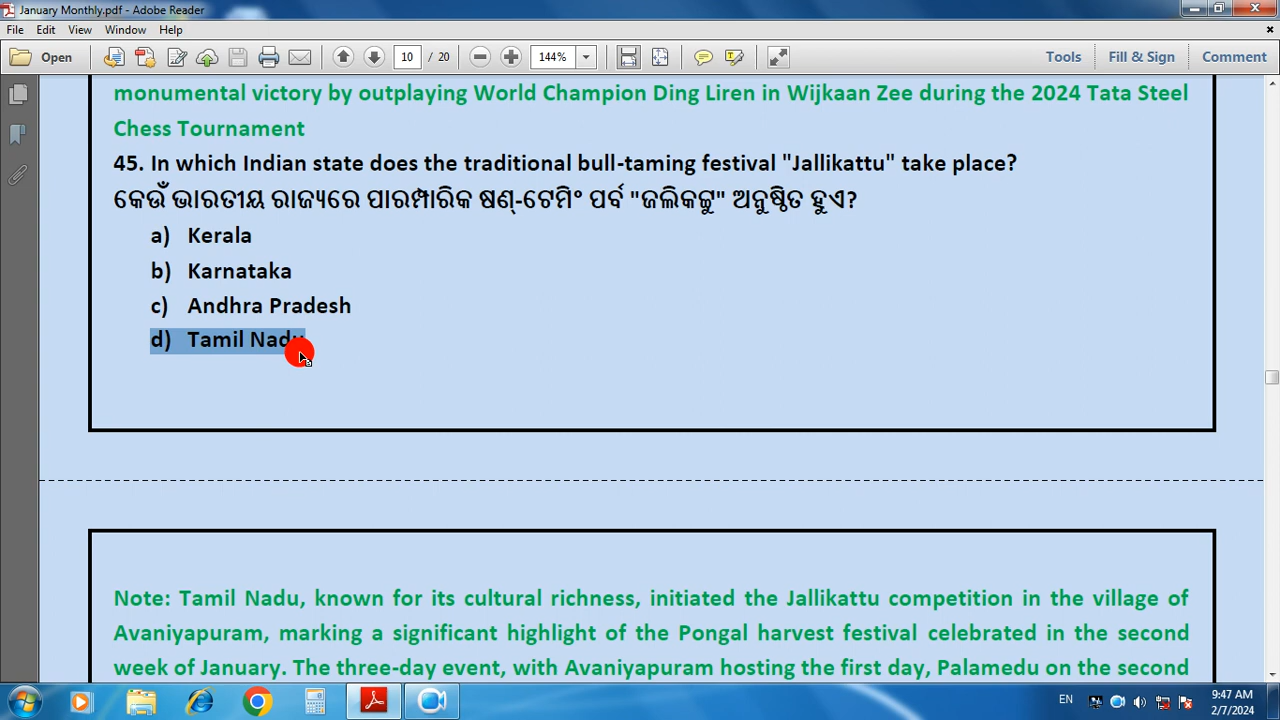 January Monthly.pdf - Adobe Reader
File Edit View Window Help
Open 10 / 20 144% Tools Fill & Sign Comment
monumental victory by outplaying World Champion Ding Liren in Wijkaan Zee during the 2024 Tata Steel
Chess Tournament
45. In which Indian state does the traditional bull-taming festival "Jallikattu" take place?
କେଉଁ ଭାରତୀୟ ରାଜ୍ୟରେ ପାରମ୍ପାରିକ ଷଣ୍-ଟେମିଂ ପର୍ବ "ଜଲିକଟ୍ଟୁ" ଅନୁଷ୍ଠିତ ହୁଏ?
a) Kerala
b) Karnataka
c) Andhra Pradesh
d) Tamil Nadu
Note: Tamil Nadu, known for its cultural richness, initiated the Jallikattu competition in the village of
Avaniyapuram, marking a significant highlight of the Pongal harvest festival celebrated in the second
week of January. The three-day event, with Avaniyapuram hosting the first day, Palamedu on the second
EN 9:47 AM
2/7/2024